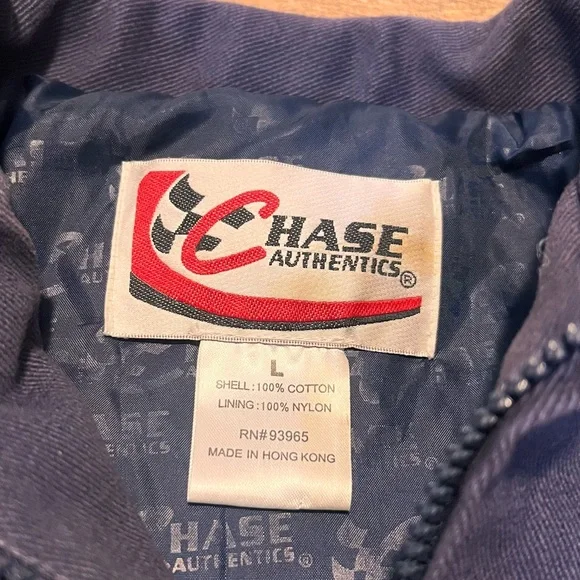 CHASE
AUTHENTICS®
L
SHELL:100% COTTON
LINING:100% NYLON
RN#93965
MADE IN HONG KONG
CHASE
AUTHENTICS®